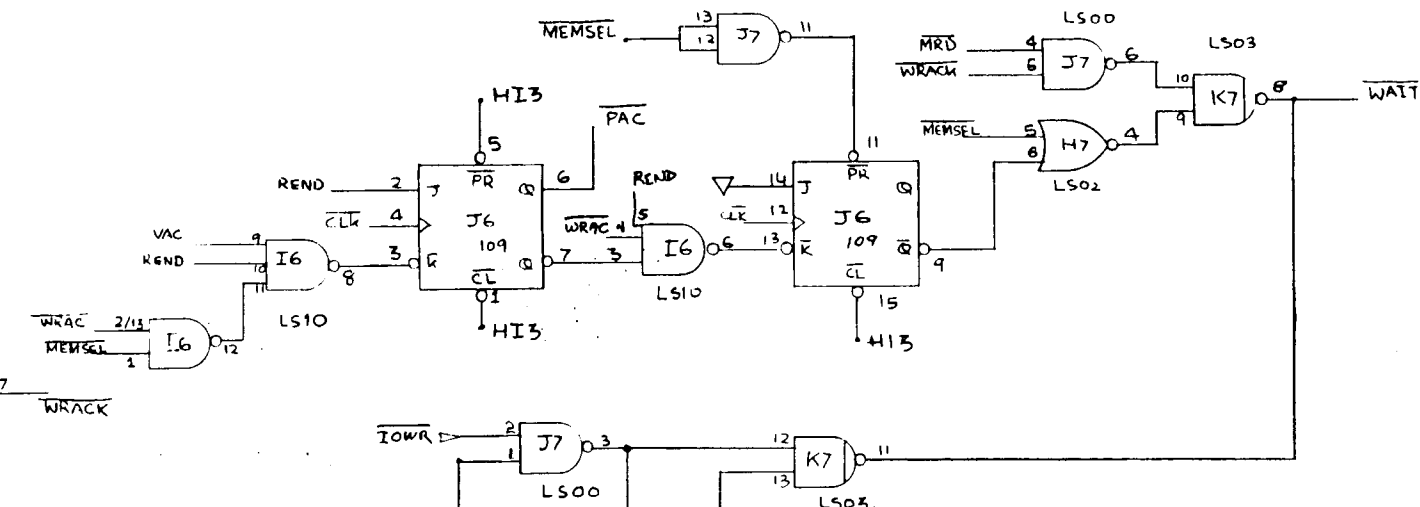 MEMSEL
13
12
J7
11
LS00
MRD
4
WRACK
6
J7
6
LS03
10
9
K7
8
WAIT
MEMSEL
5
6
H7
4
LS02
HI3
5
PAC
REND
2
J
PR
Q
6
CLK
4
J6
109
3
K
CL
Q
7
1
HI3
VAC
9
REND
10
11
I6
8
LS10
WRAC
2/13
MEMSEL
1
I6
12
7
WRACK
REND
5
WRAC
4
3
I6
6
LS10
11
14
J
PR
Q
CLK
12
J6
109
13
K
Q
9
CL
15
HI3
IOWR
2
1
J7
3
LS00
12
13
K7
11
LS03